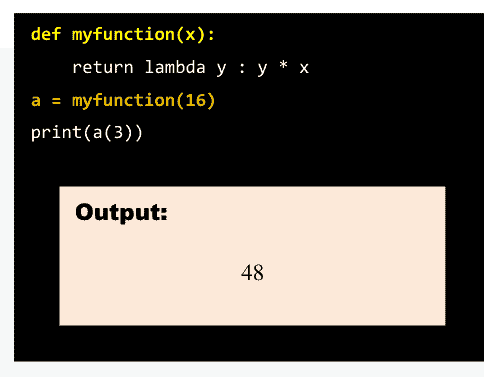 def myfunction(x):
    return lambda y : y * x
a = myfunction(16)
print(a(3))
Output:
48